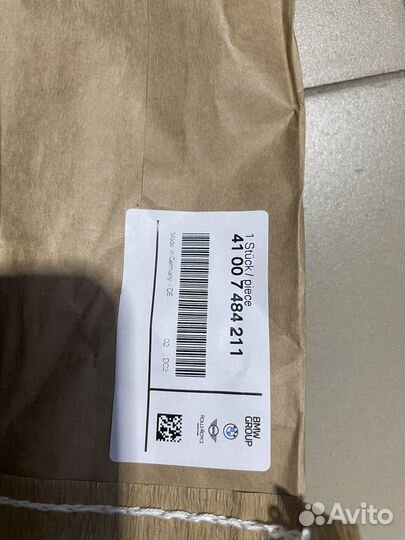 1 Stück / piece
41 00 7 484 211
Made in Germany - DE
02 DC3
BMW
GROUP
ROLLS-ROYCE
Avito